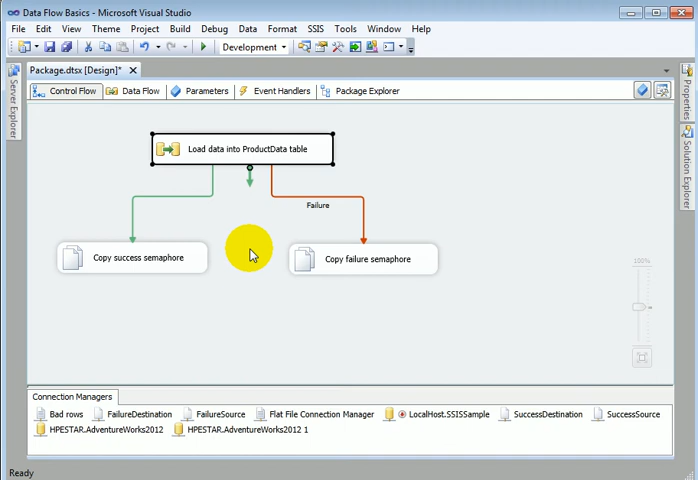 Data Flow Basics - Microsoft Visual Studio
File Edit View Theme Project Build Debug Data Format SSIS Tools Window Help
Development
Package.dtsx [Design]*
Control Flow Data Flow Parameters Event Handlers Package Explorer
Server Explorer
Properties
Solution Explorer
Load data into ProductData table
Failure
Copy success semaphore
Copy failure semaphore
100%
Connection Managers
Bad rows FailureDestination FailureSource Flat File Connection Manager LocalHost.SSISSample SuccessDestination SuccessSource
HPESTAR.AdventureWorks2012 HPESTAR.AdventureWorks2012 1
Ready